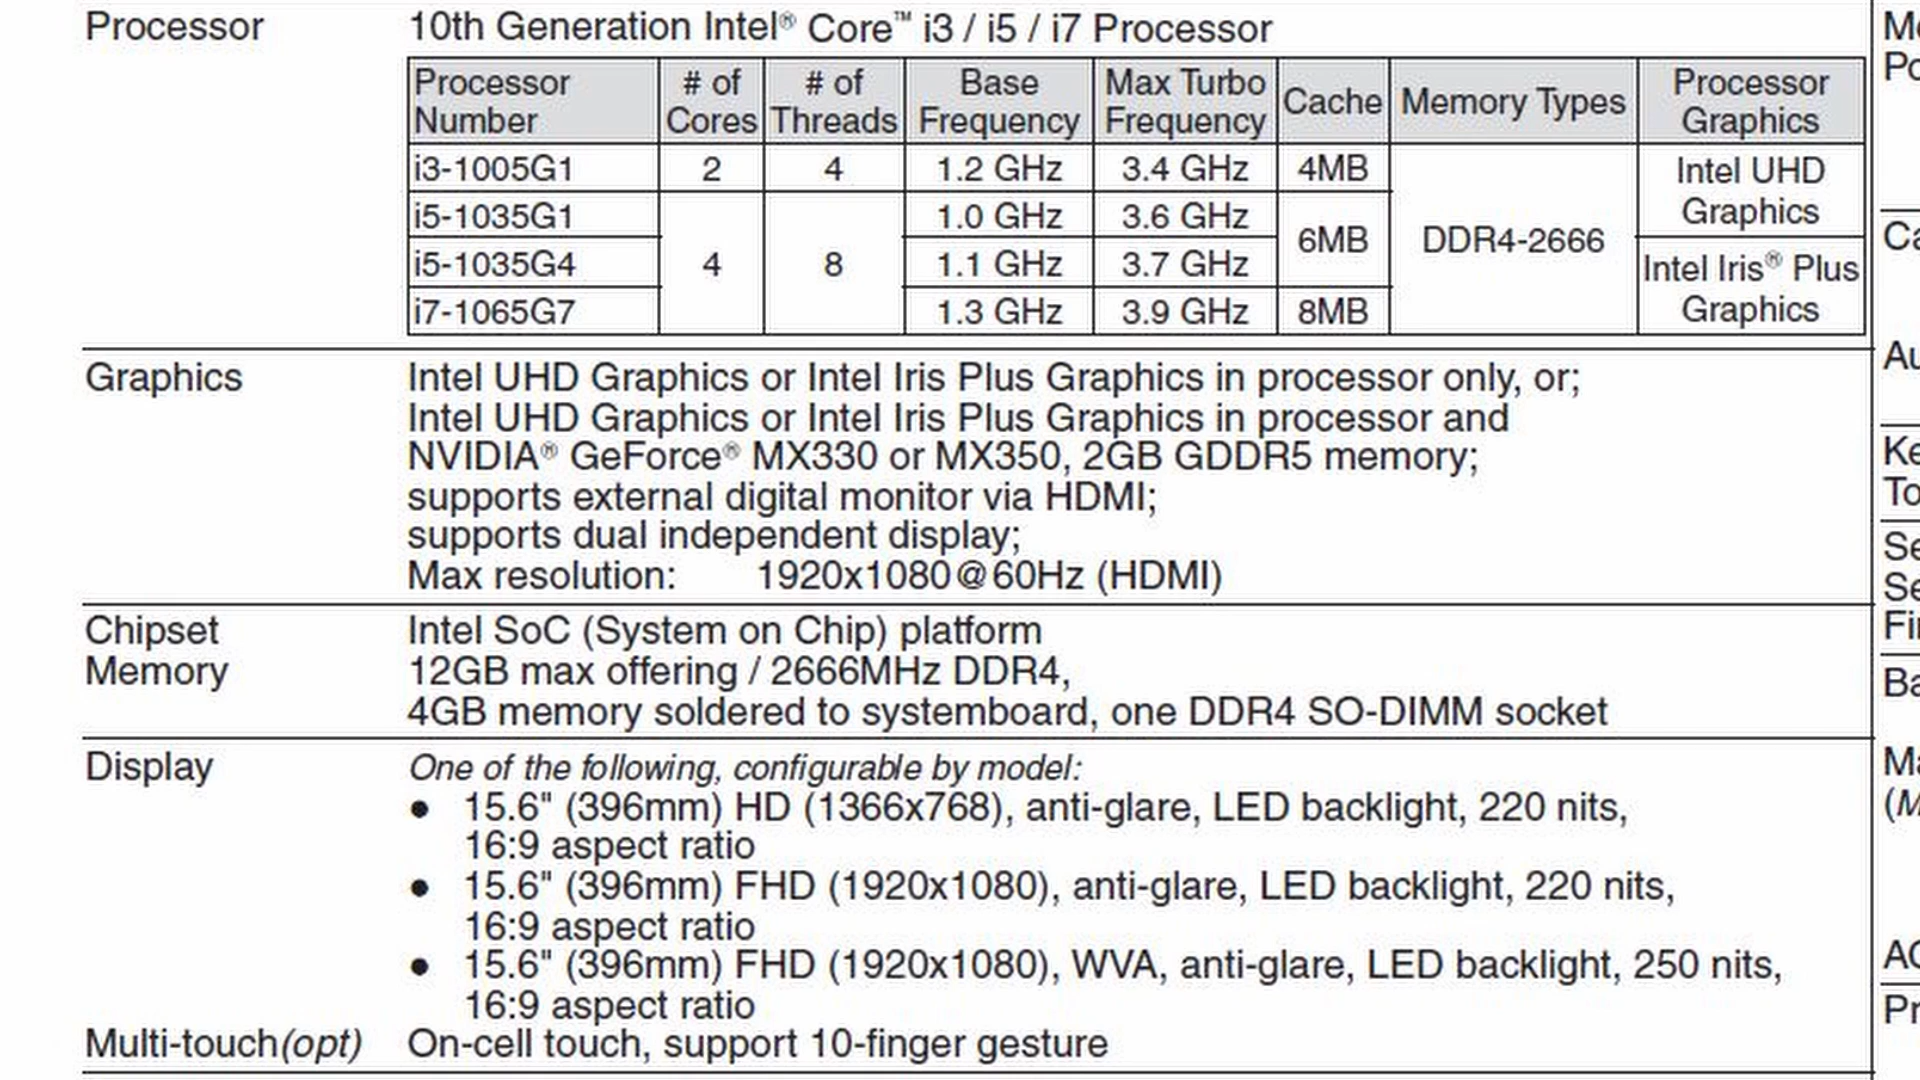 Processor 10th Generation Intel® Core™ i3 / i5 / i7 Processor
Processor Number # of Cores # of Threads Base Frequency Max Turbo Frequency Cache Memory Types Processor Graphics
i3-1005G1 2 4 1.2 GHz 3.4 GHz 4MB DDR4-2666 Intel UHD Graphics
i5-1035G1 4 8 1.0 GHz 3.6 GHz 6MB
i5-1035G4 1.1 GHz 3.7 GHz Intel Iris® Plus Graphics
i7-1065G7 1.3 GHz 3.9 GHz 8MB
Graphics Intel UHD Graphics or Intel Iris Plus Graphics in processor only, or;
Intel UHD Graphics or Intel Iris Plus Graphics in processor and
NVIDIA® GeForce® MX330 or MX350, 2GB GDDR5 memory;
supports external digital monitor via HDMI;
supports dual independent display;
Max resolution: 1920x1080@60Hz (HDMI)
Chipset Intel SoC (System on Chip) platform
Memory 12GB max offering / 2666MHz DDR4,
4GB memory soldered to systemboard, one DDR4 SO-DIMM socket
Display One of the following, configurable by model:
● 15.6" (396mm) HD (1366x768), anti-glare, LED backlight, 220 nits,
16:9 aspect ratio
● 15.6" (396mm) FHD (1920x1080), anti-glare, LED backlight, 220 nits,
16:9 aspect ratio
● 15.6" (396mm) FHD (1920x1080), WVA, anti-glare, LED backlight, 250 nits,
16:9 aspect ratio
Multi-touch(opt) On-cell touch, support 10-finger gesture